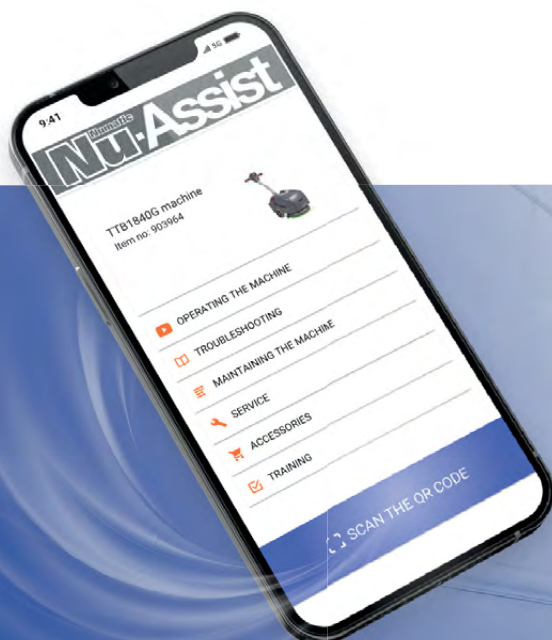 9:41
5G
Numatic
Nu-Assist
TTB1840G machine
Item no: 903964
OPERATING THE MACHINE
TROUBLESHOOTING
MAINTAINING THE MACHINE
SERVICE
ACCESSORIES
TRAINING
SCAN THE QR CODE